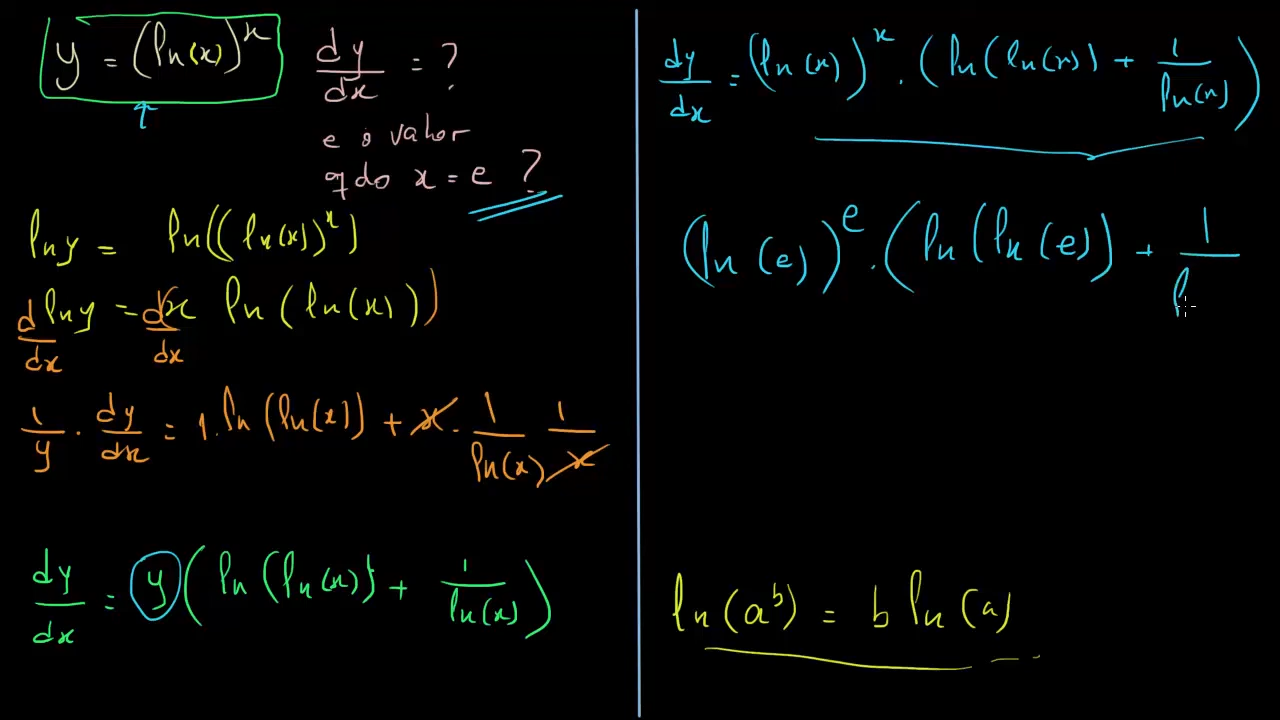 y = (ln(x))^x
dy/dx = ?
e o valor
qdo x = e ?
ln y = ln((ln(x))^x)
d/dx ln y = d/dx (x ln(ln(x)))
1/y · dy/dx = 1. ln(ln(x)) + x · 1/ln(x) 1/x
dy/dx = y (ln(ln(x)) + 1/ln(x))
dy/dx = (ln(x))^x · (ln(ln(x)) + 1/ln(x))
(ln(e))^e · (ln(ln(e)) + 1/l
ln(a^b) = b ln(a)